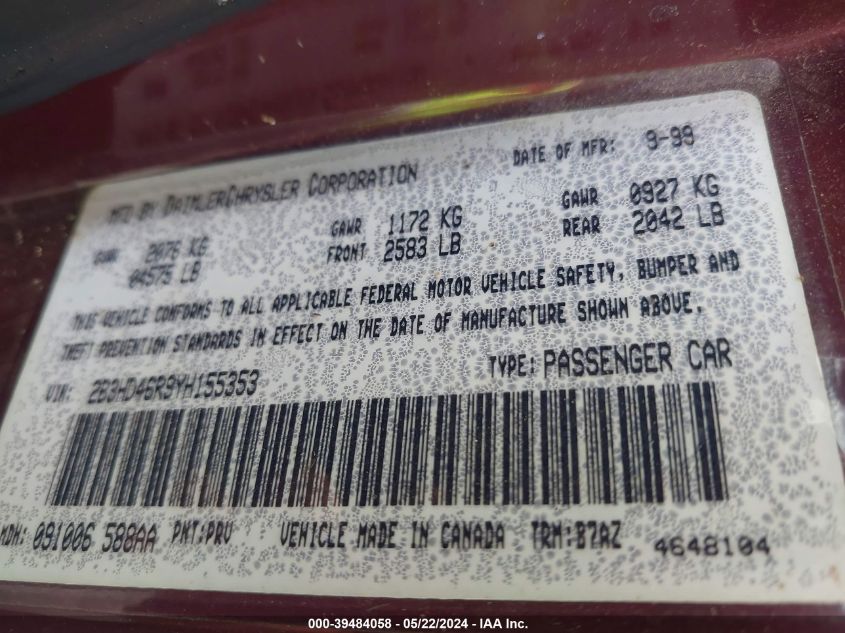 MFD BY DAIMLERCHRYSLER CORPORATION DATE OF MFR: 9-99
GVWR 2076 KG GAWR 1172 KG GAWR 0927 KG
04575 LB FRONT 2583 LB REAR 2042 LB
THIS VEHICLE CONFORMS TO ALL APPLICABLE FEDERAL MOTOR VEHICLE SAFETY, BUMPER AND
THEFT PREVENTION STANDARDS IN EFFECT ON THE DATE OF MANUFACTURE SHOWN ABOVE.
VIN: 2B3HD46R9YH155353 TYPE: PASSENGER CAR
MDH: 091006 588AA PNT:PRV VEHICLE MADE IN CANADA TRM:B7AZ 4648104
000-39484058 - 05/22/2024 - IAA Inc.